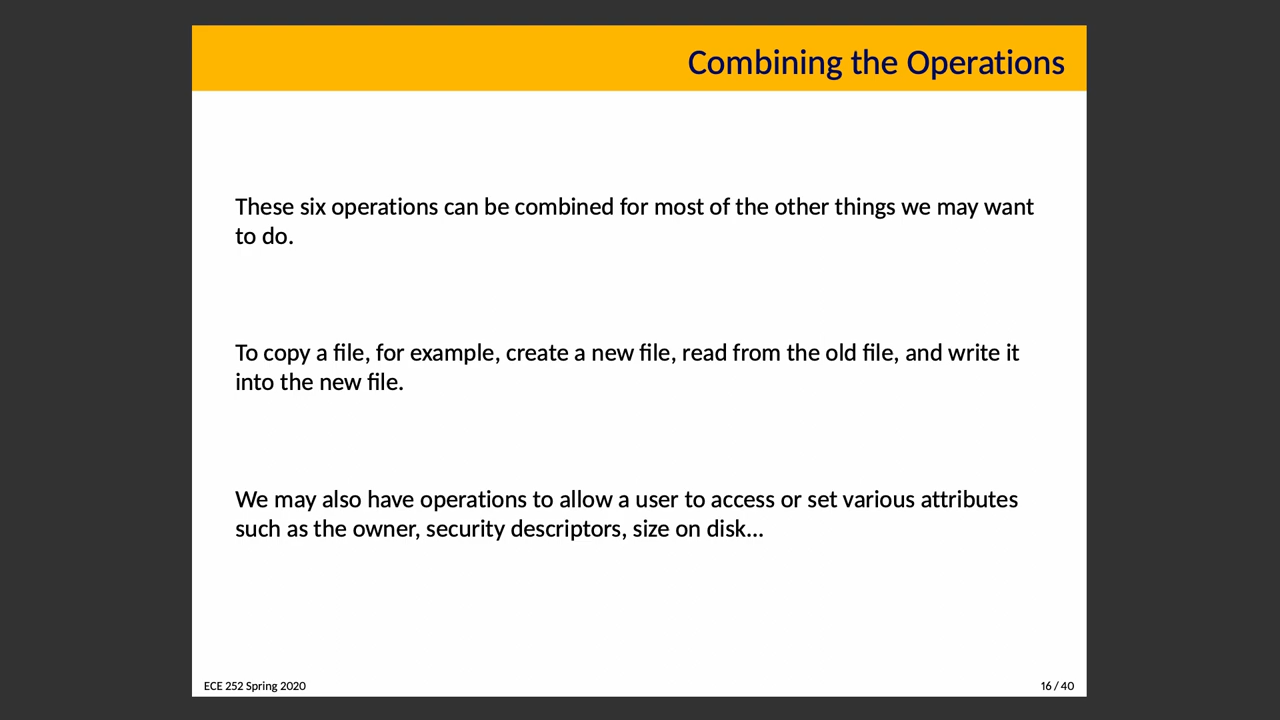 Combining the Operations
These six operations can be combined for most of the other things we may want
to do.
To copy a file, for example, create a new file, read from the old file, and write it
into the new file.
We may also have operations to allow a user to access or set various attributes
such as the owner, security descriptors, size on disk...
ECE 252 Spring 2020
16 / 40